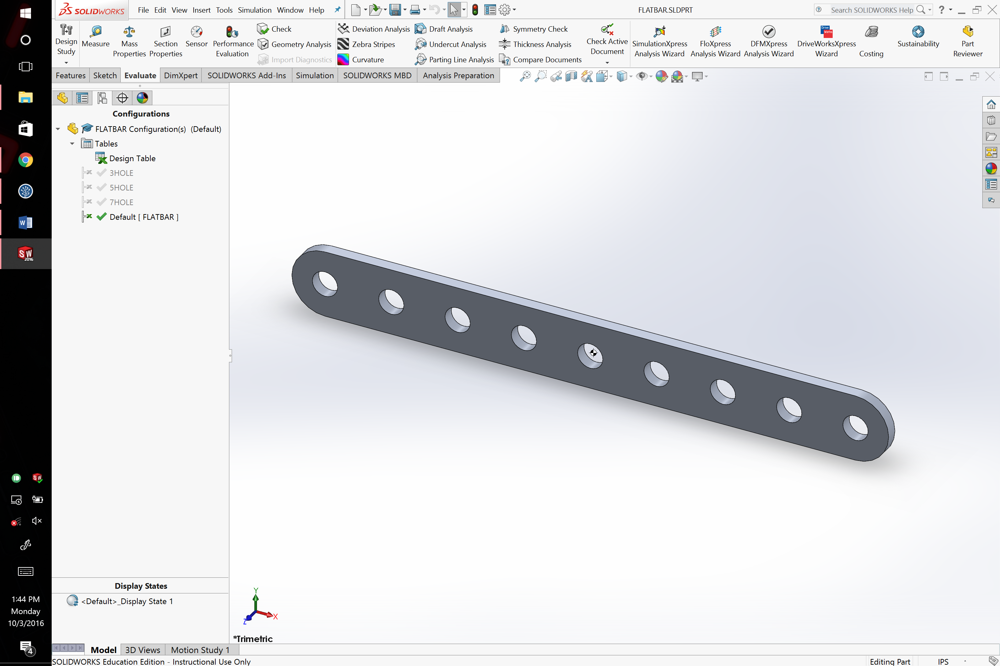 SOLIDWORKS File Edit View Insert Tools Simulation Window Help FLATBAR.SLDPRT Search SOLIDWORKS Help ?
Design Study
Measure
Mass Properties
Section Properties
Sensor
Performance Evaluation
Check
Geometry Analysis
Import Diagnostics
Deviation Analysis
Zebra Stripes
Curvature
Draft Analysis
Undercut Analysis
Parting Line Analysis
Symmetry Check
Thickness Analysis
Compare Documents
Check Active Document
SimulationXpress Analysis Wizard
FloXpress Analysis Wizard
DFMXpress Analysis Wizard
Drive Works
DriveWorksXpress Wizard
Costing
Sustainability
Part Reviewer
Features Sketch Evaluate DimXpert SOLIDWORKS Add-Ins Simulation SOLIDWORKS MBD Analysis Preparation
Configurations
FLATBAR Configuration(s) (Default)
Tables
Design Table
3HOLE
5HOLE
7HOLE
Default [ FLATBAR ]
W
SW
2016
Display States
<Default>_Display State 1
Y
X
Z
*Trimetric
SW
1:44 PM
Monday
10/3/2016
4
Model 3D Views Motion Study 1
SOLIDWORKS Education Edition - Instructional Use Only Editing Part IPS